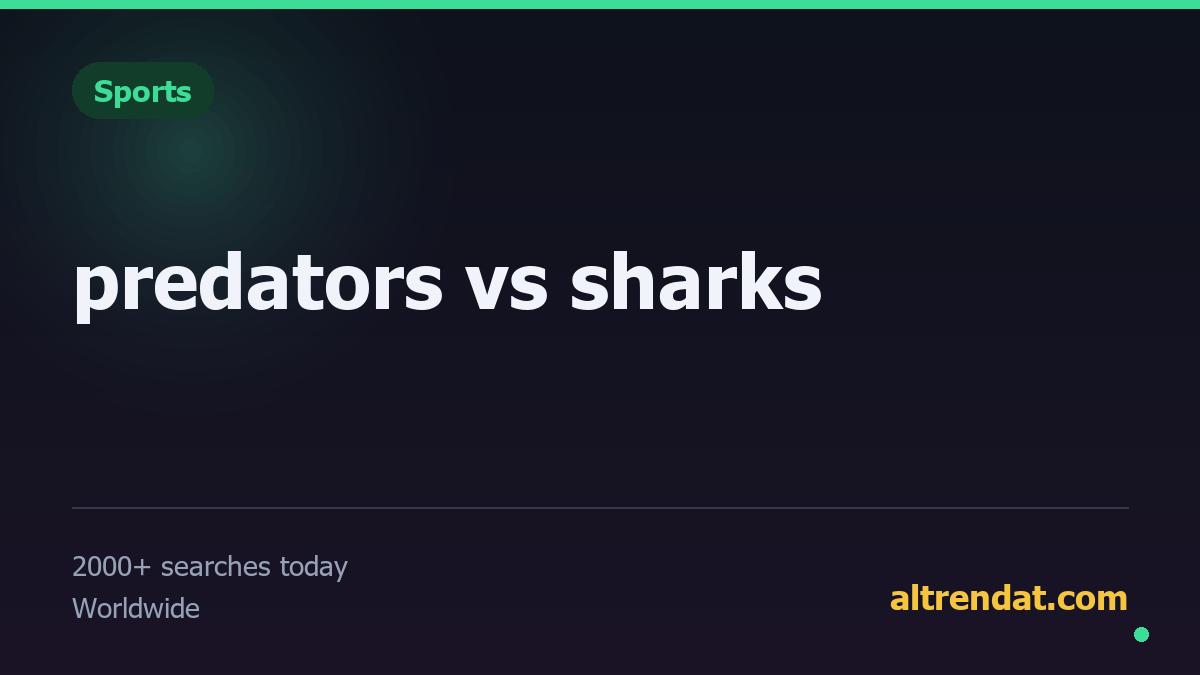 Sports
predators vs sharks
2000+ searches today
Worldwide
altrendat.com